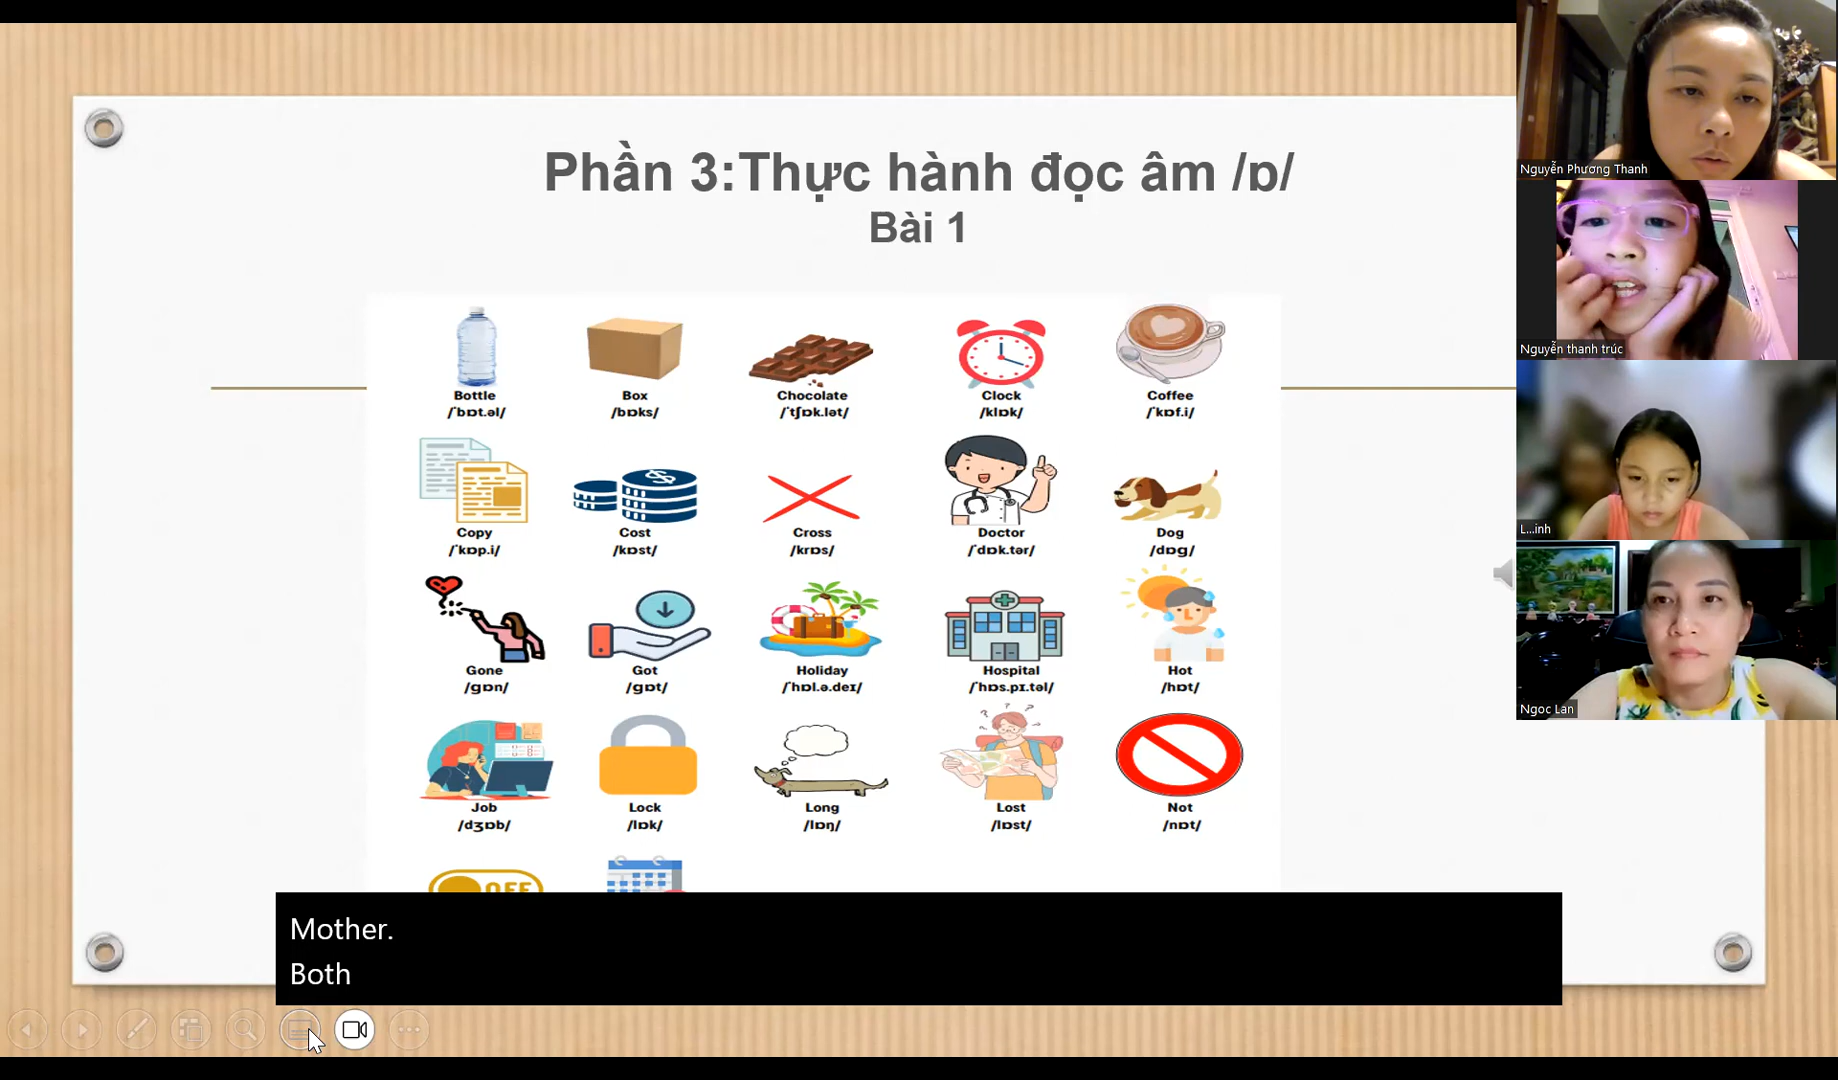 Phần 3:Thực hành đọc âm /ɒ/
Bài 1
Bottle
/ˈbɒt.əl/
Box
/bɒks/
Chocolate
/ˈtʃɒk.lət/
Clock
/klɒk/
Coffee
/ˈkɒf.i/
Copy
/ˈkɒp.i/
Cost
/kɒst/
Cross
/krɒs/
Doctor
/ˈdɒk.tər/
Dog
/dɒg/
Gone
/gɒn/
Got
/gɒt/
Holiday
/ˈhɒl.ə.deɪ/
Hospital
/ˈhɒs.pɪ.təl/
Hot
/hɒt/
Job
/dʒɒb/
Lock
/lɒk/
Long
/lɒŋ/
Lost
/lɒst/
Not
/nɒt/
OFF
Mother.
Both
Nguyễn Phương Thanh
Nguyễn thanh trúc
L...ính
Ngoc Lan